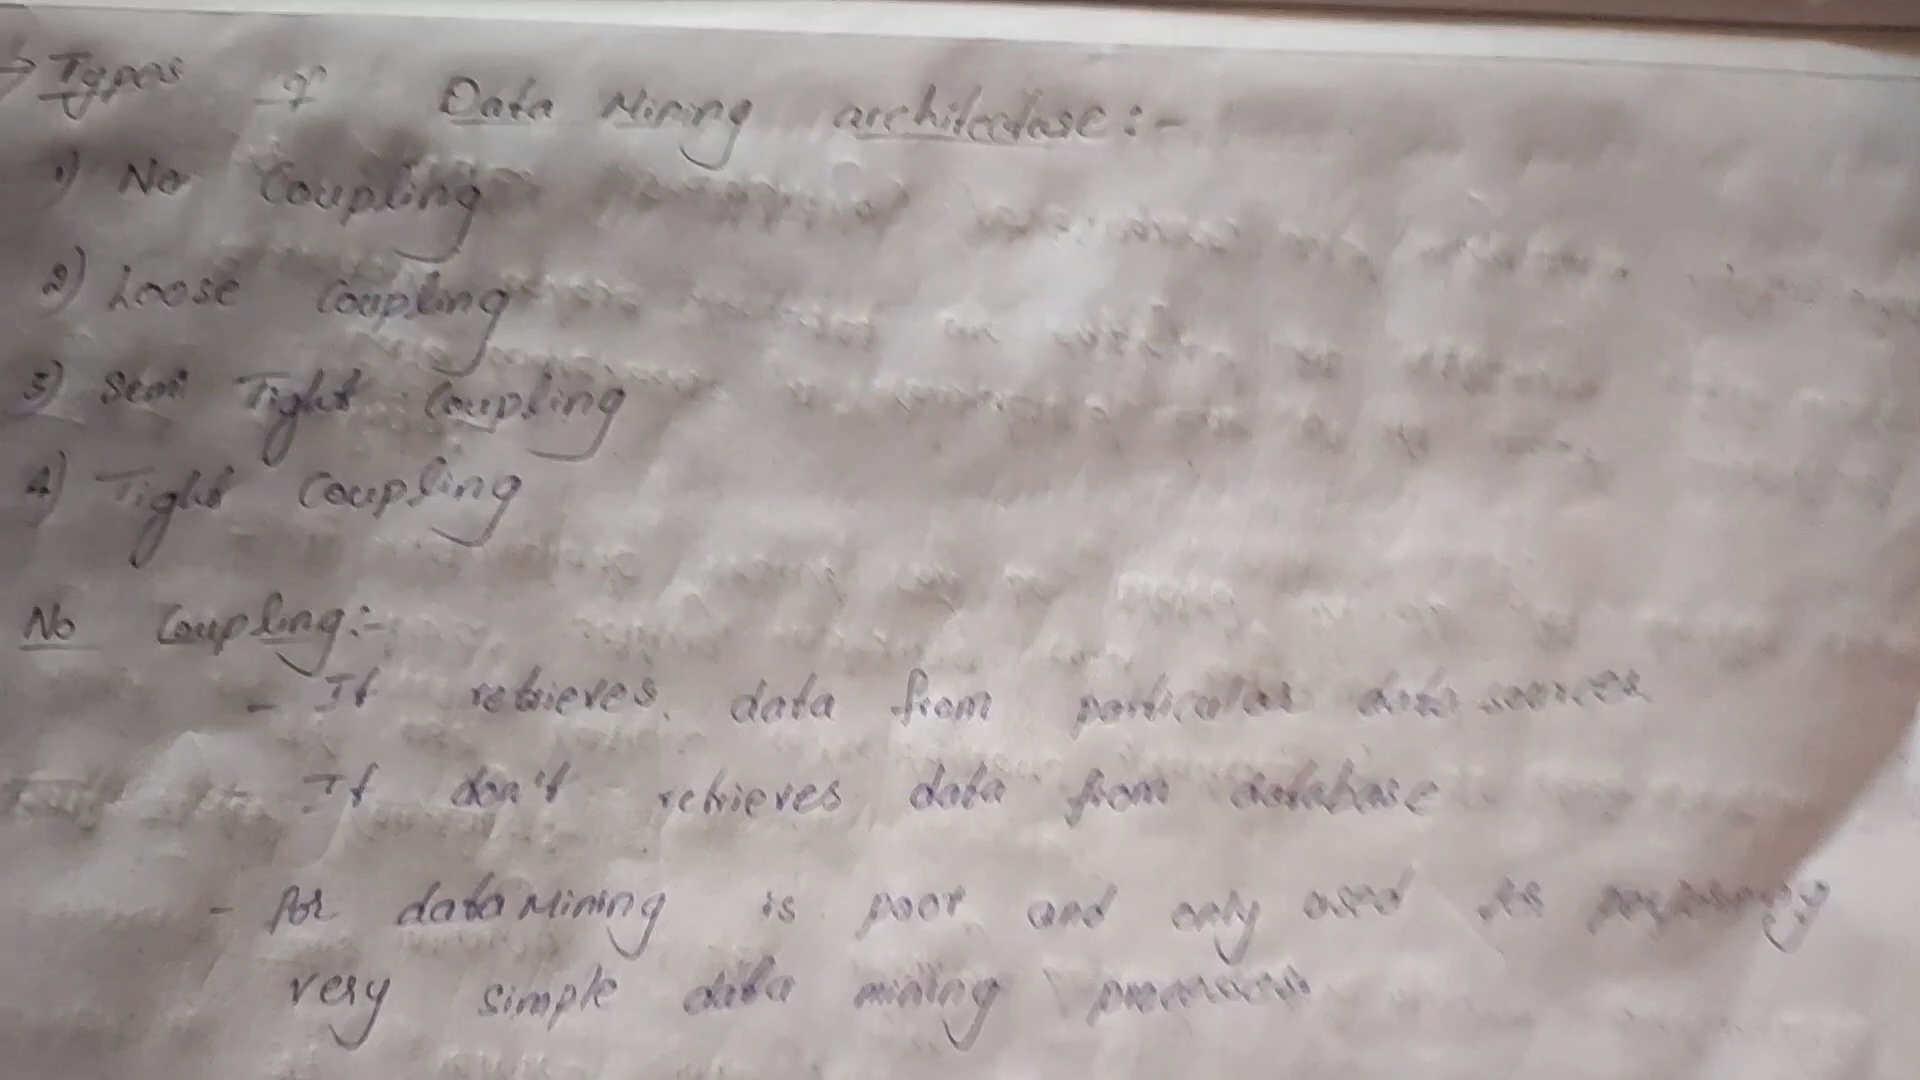 → Types of Data Mining architecture:-
1) No Coupling
2) Loose Coupling
3) Semi Tight Coupling
4) Tight Coupling
No Coupling:-
- It retrieves data from particular data sources
- It don't retrieves data from database
- for data Mining is poor and only used
very simple data mining processes